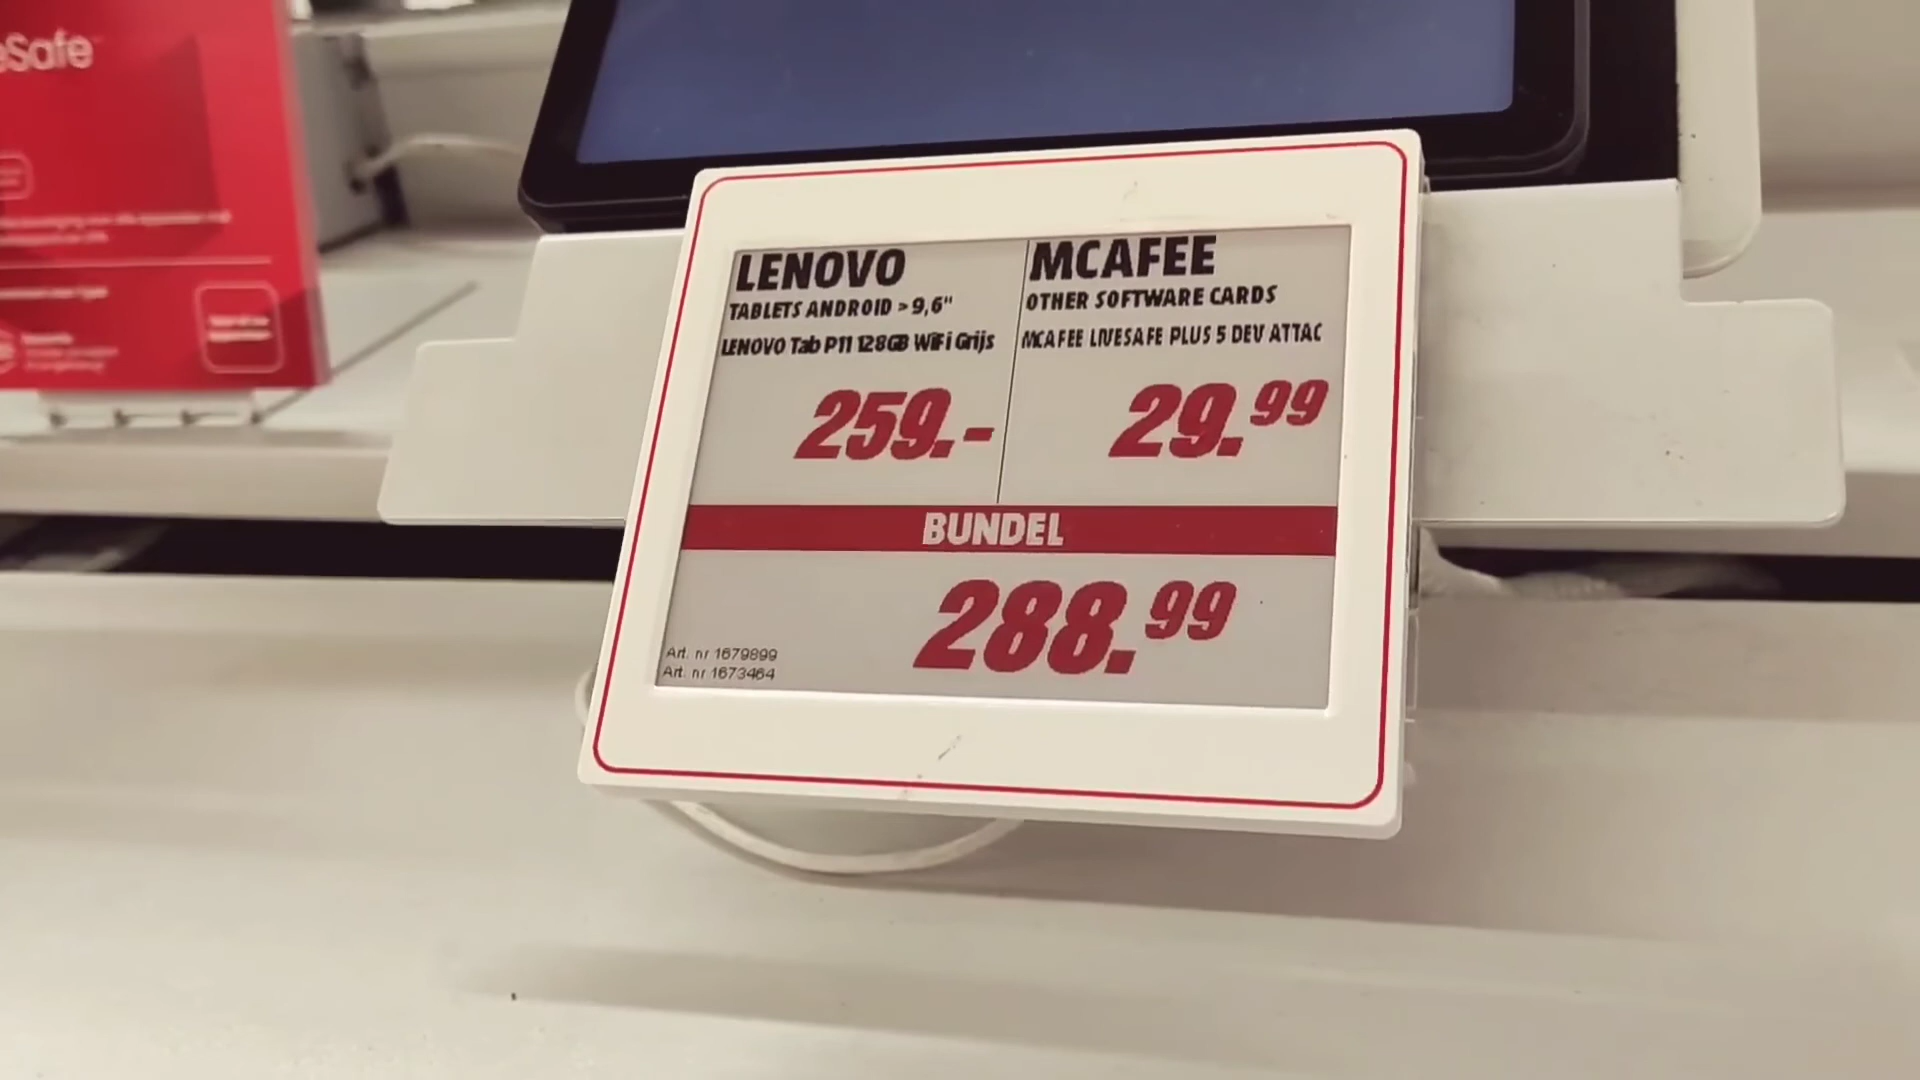 eSafe
LENOVO
TABLETS ANDROID > 9,6"
LENOVO Tab P11 128GB WiFi Grijs
259.-
MCAFEE
OTHER SOFTWARE CARDS
MCAFEE LIVESAFE PLUS 5 DEV ATTAC
29.99
BUNDEL
288.99
Art. nr 1679899
Art. nr 1673464